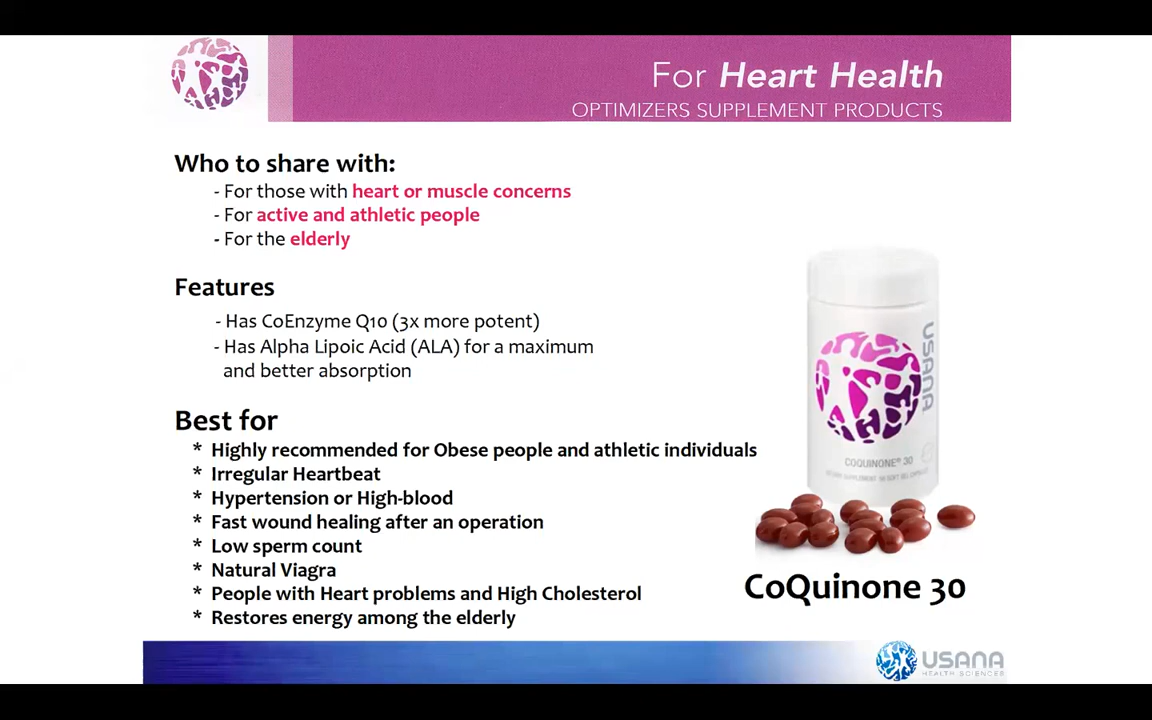 For Heart Health
OPTIMIZERS SUPPLEMENT PRODUCTS
Who to share with:
- For those with heart or muscle concerns
- For active and athletic people
- For the elderly
Features
- Has CoEnzyme Q10 (3x more potent)
- Has Alpha Lipoic Acid (ALA) for a maximum
and better absorption
Best for
* Highly recommended for Obese people and athletic individuals
* Irregular Heartbeat
* Hypertension or High-blood
* Fast wound healing after an operation
* Low sperm count
* Natural Viagra
* People with Heart problems and High Cholesterol
* Restores energy among the elderly
USANA
COQUINONE® 30
CoQuinone 30
USANA
HEALTH SCIENCES